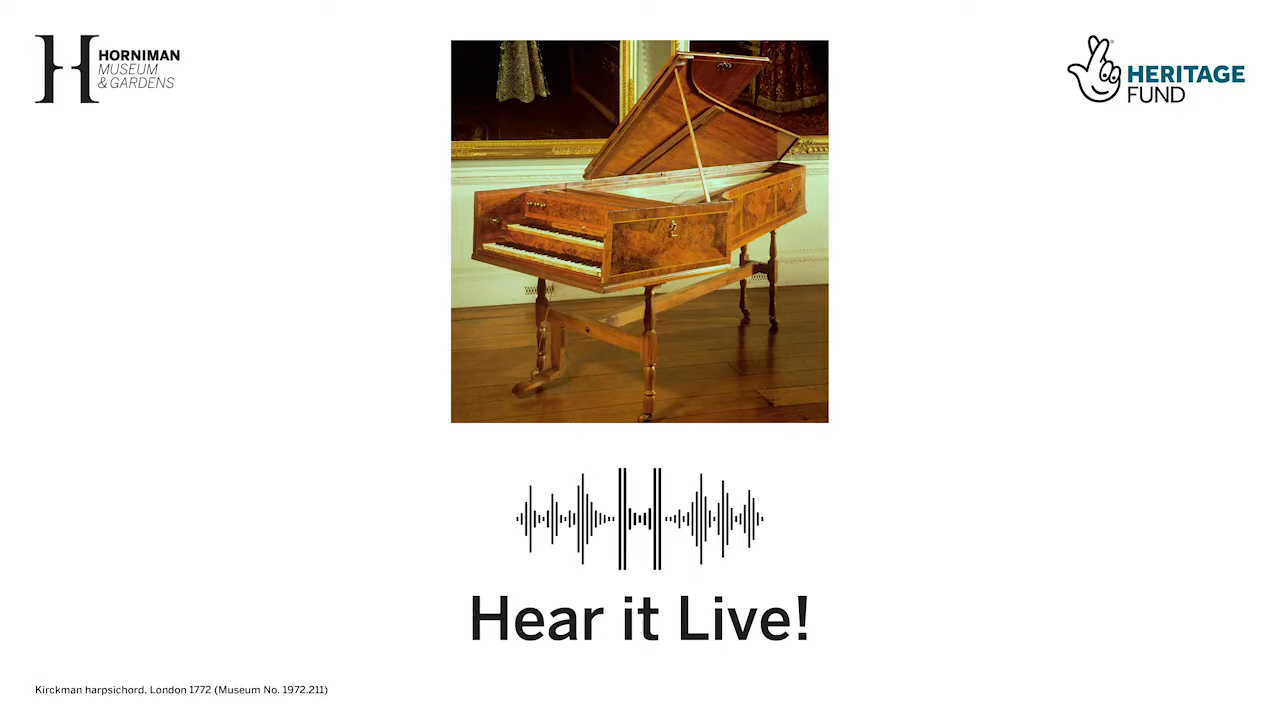 HORNIMAN
MUSEUM
& GARDENS
HERITAGE
FUND
Hear it Live!
Kirckman harpsichord, London 1772 (Museum No. 1972.211)